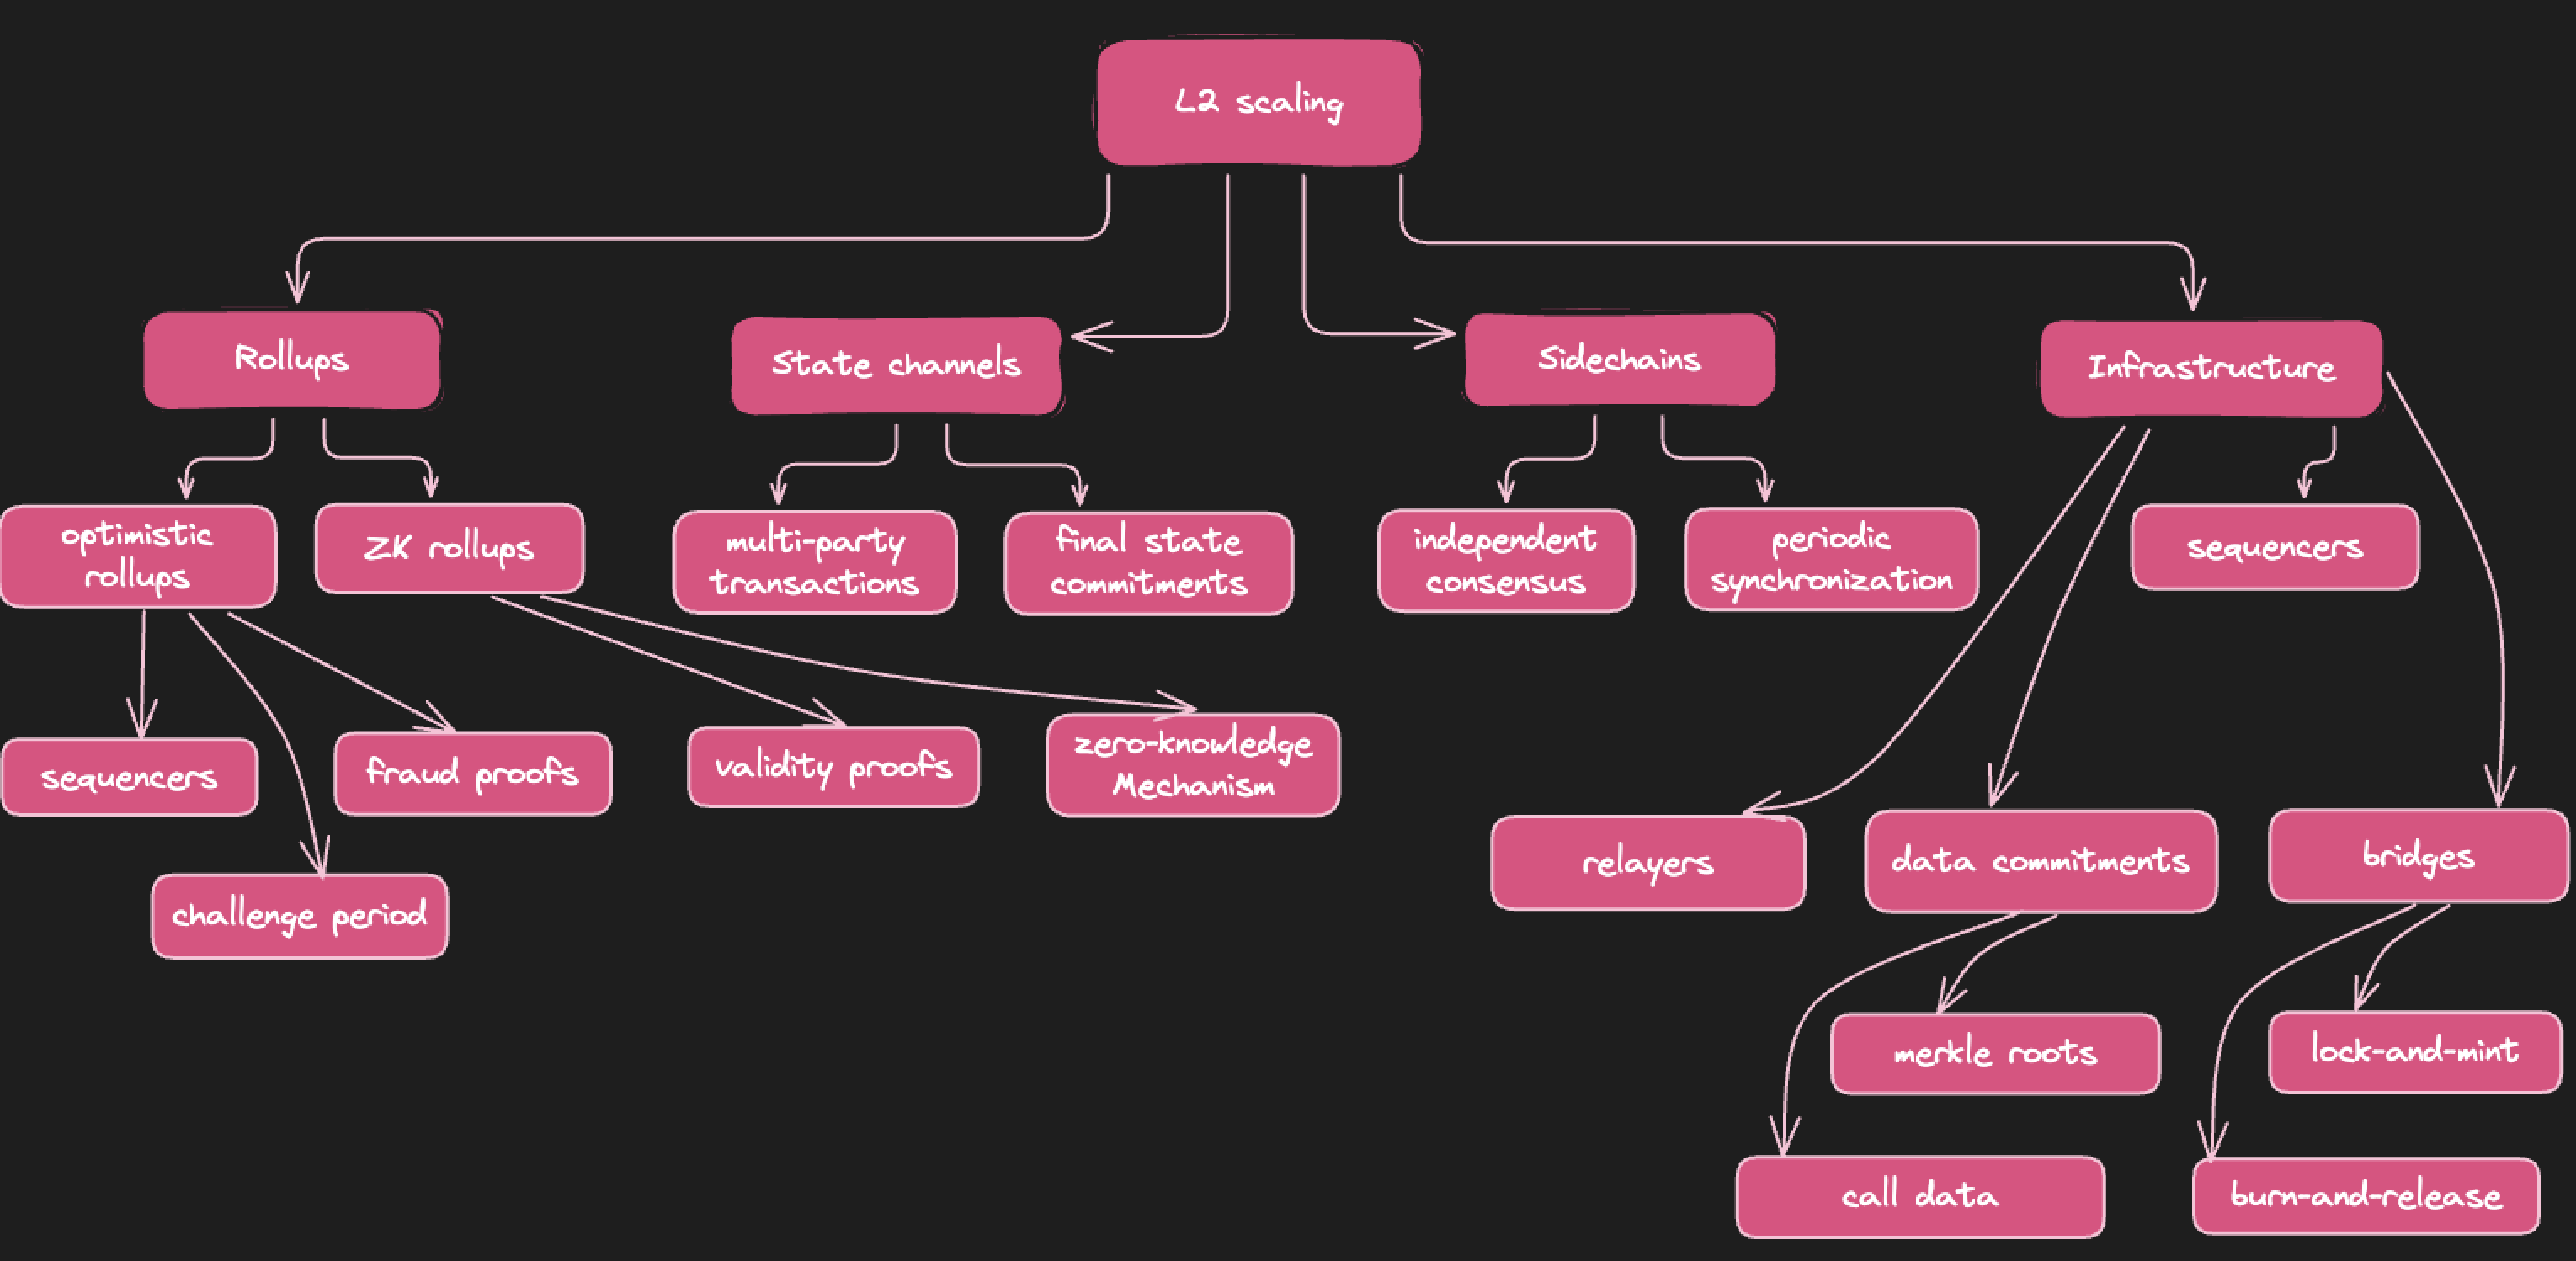 L2 scaling
Rollups
State channels
Sidechains
Infrastructure
optimistic
rollups
ZK rollups
multi-party
transactions
final state
commitments
independent
consensus
periodic
synchronization
sequencers
sequencers
fraud proofs
validity proofs
zero-knowledge
Mechanism
challenge period
relayers
data commitments
bridges
merkle roots
lock-and-mint
call data
burn-and-release